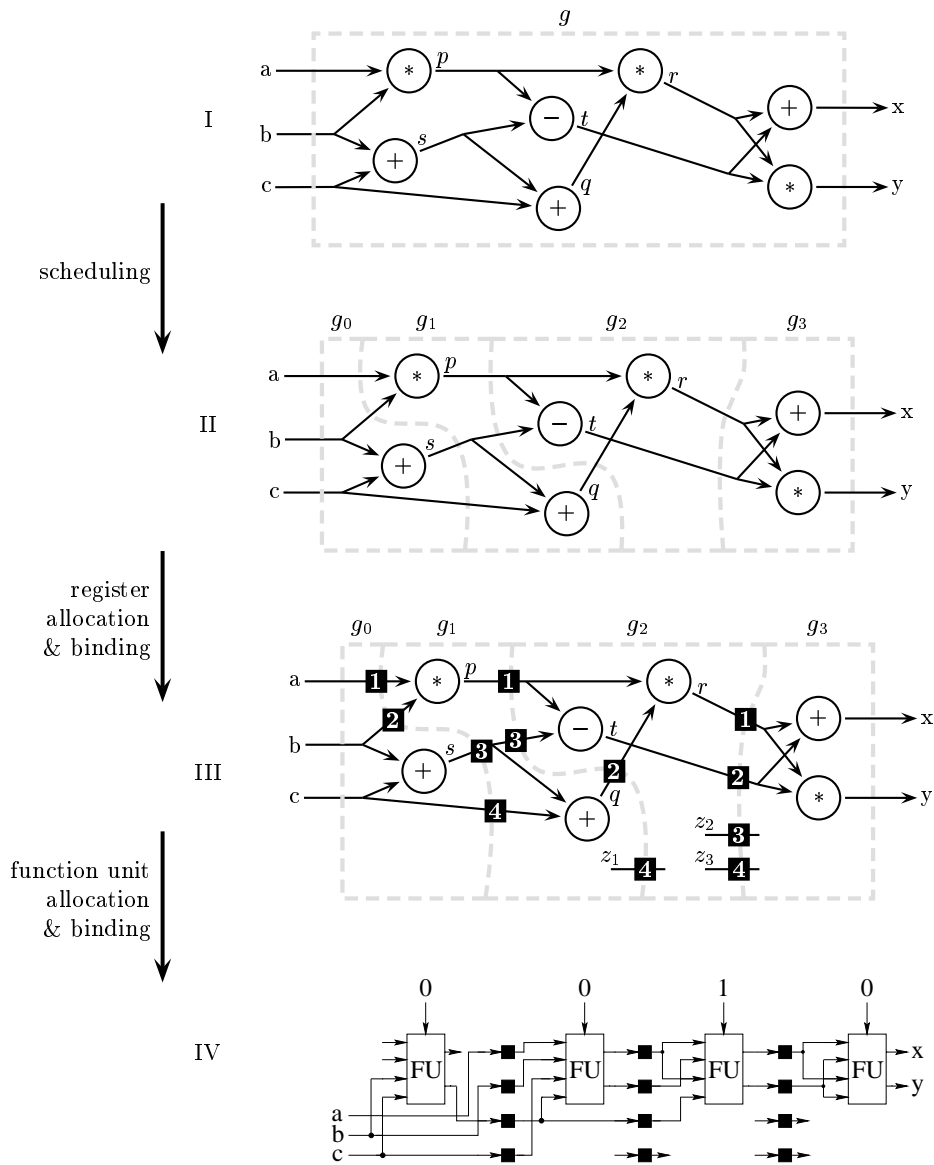 g
a * p * r + x
I
b − t
s
c + q * y
+
scheduling
g₀ g₁ g₂ g₃
a * p * r + x
II
b − t
s
c + q * y
+
register
allocation
& binding
g₀ g₁ g₂ g₃
a 1 * p 1 * r 1 + x
2
b − t
s 3 3
III
c + 2 2 * y
4 q
+
z₂ 3
z₁ 4 z₃ 4
function unit
allocation
& binding
0 0 1 0
IV
FU FU FU FU x
y
a
b
c